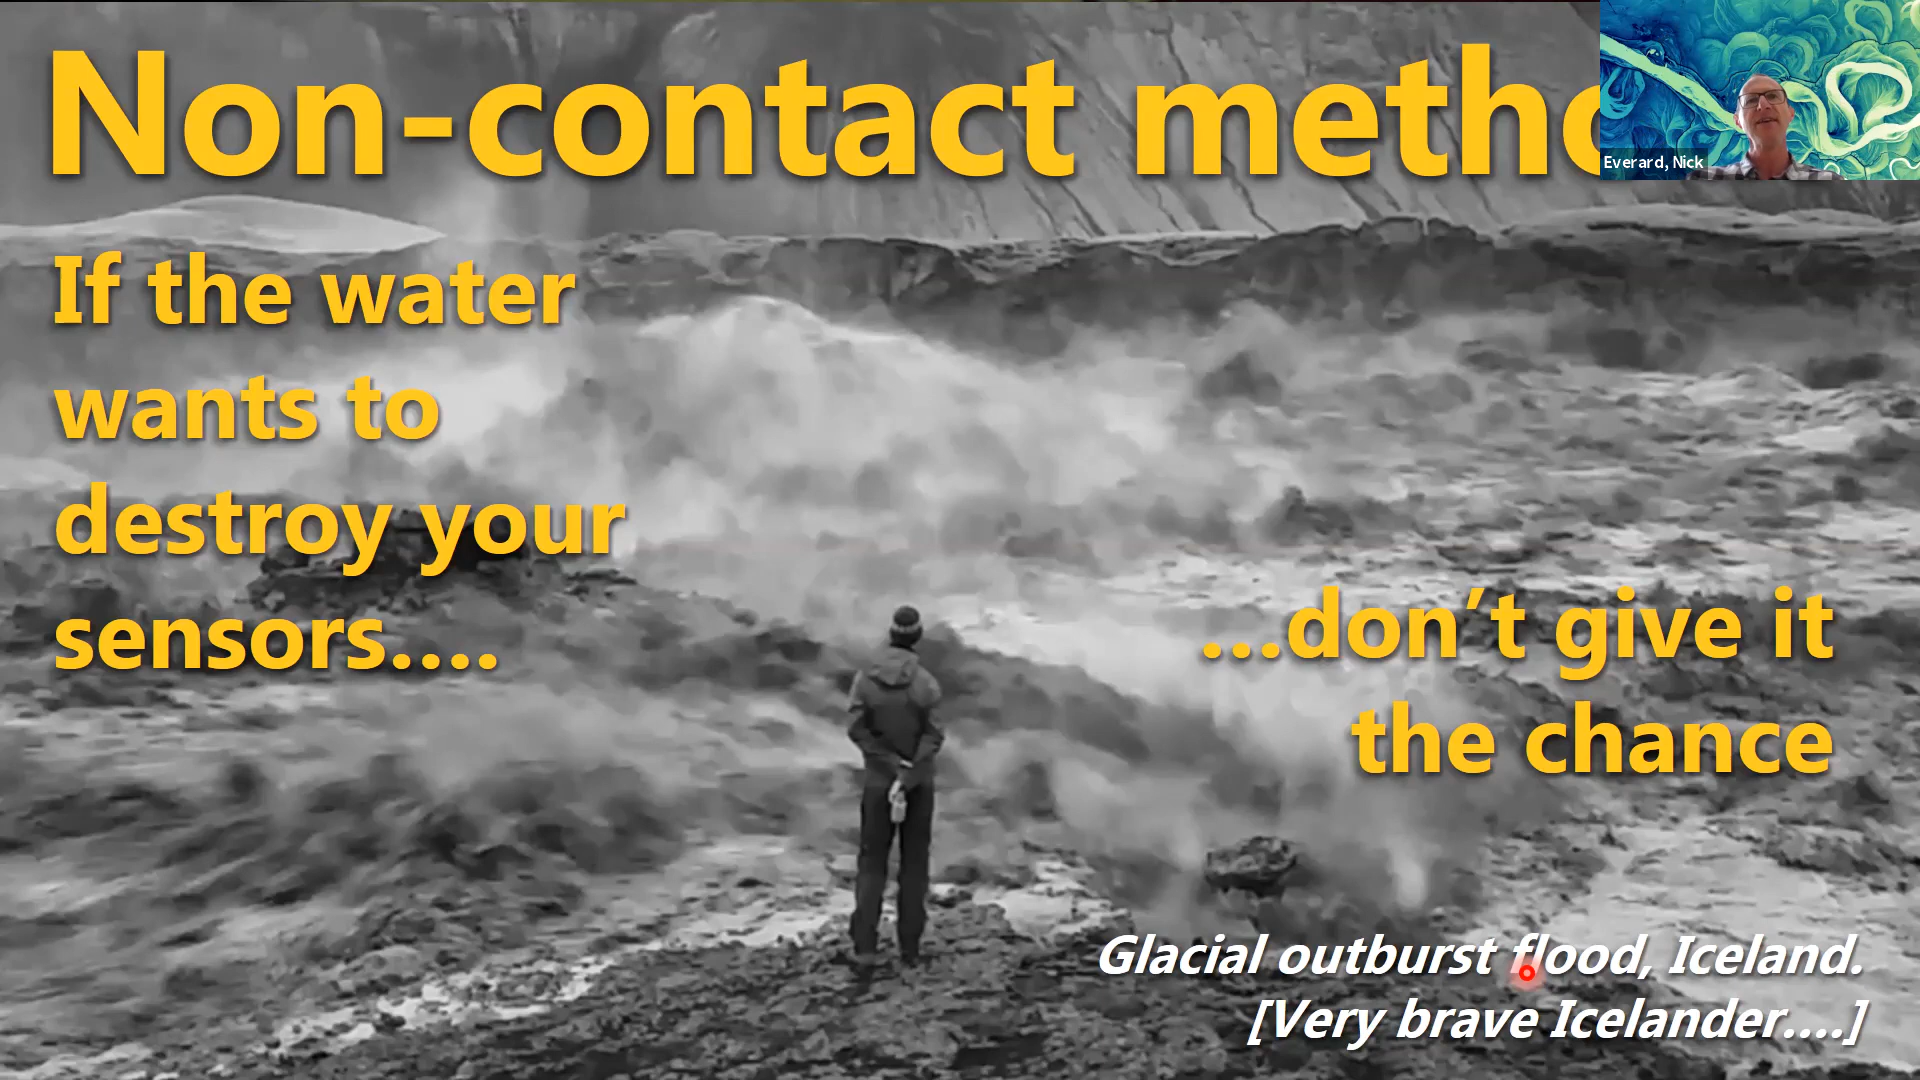 Non-contact metho
Everard, Nick
If the water
wants to
destroy your
sensors....
...don't give it
the chance
Glacial outburst flood, Iceland.
[Very brave Icelander....]